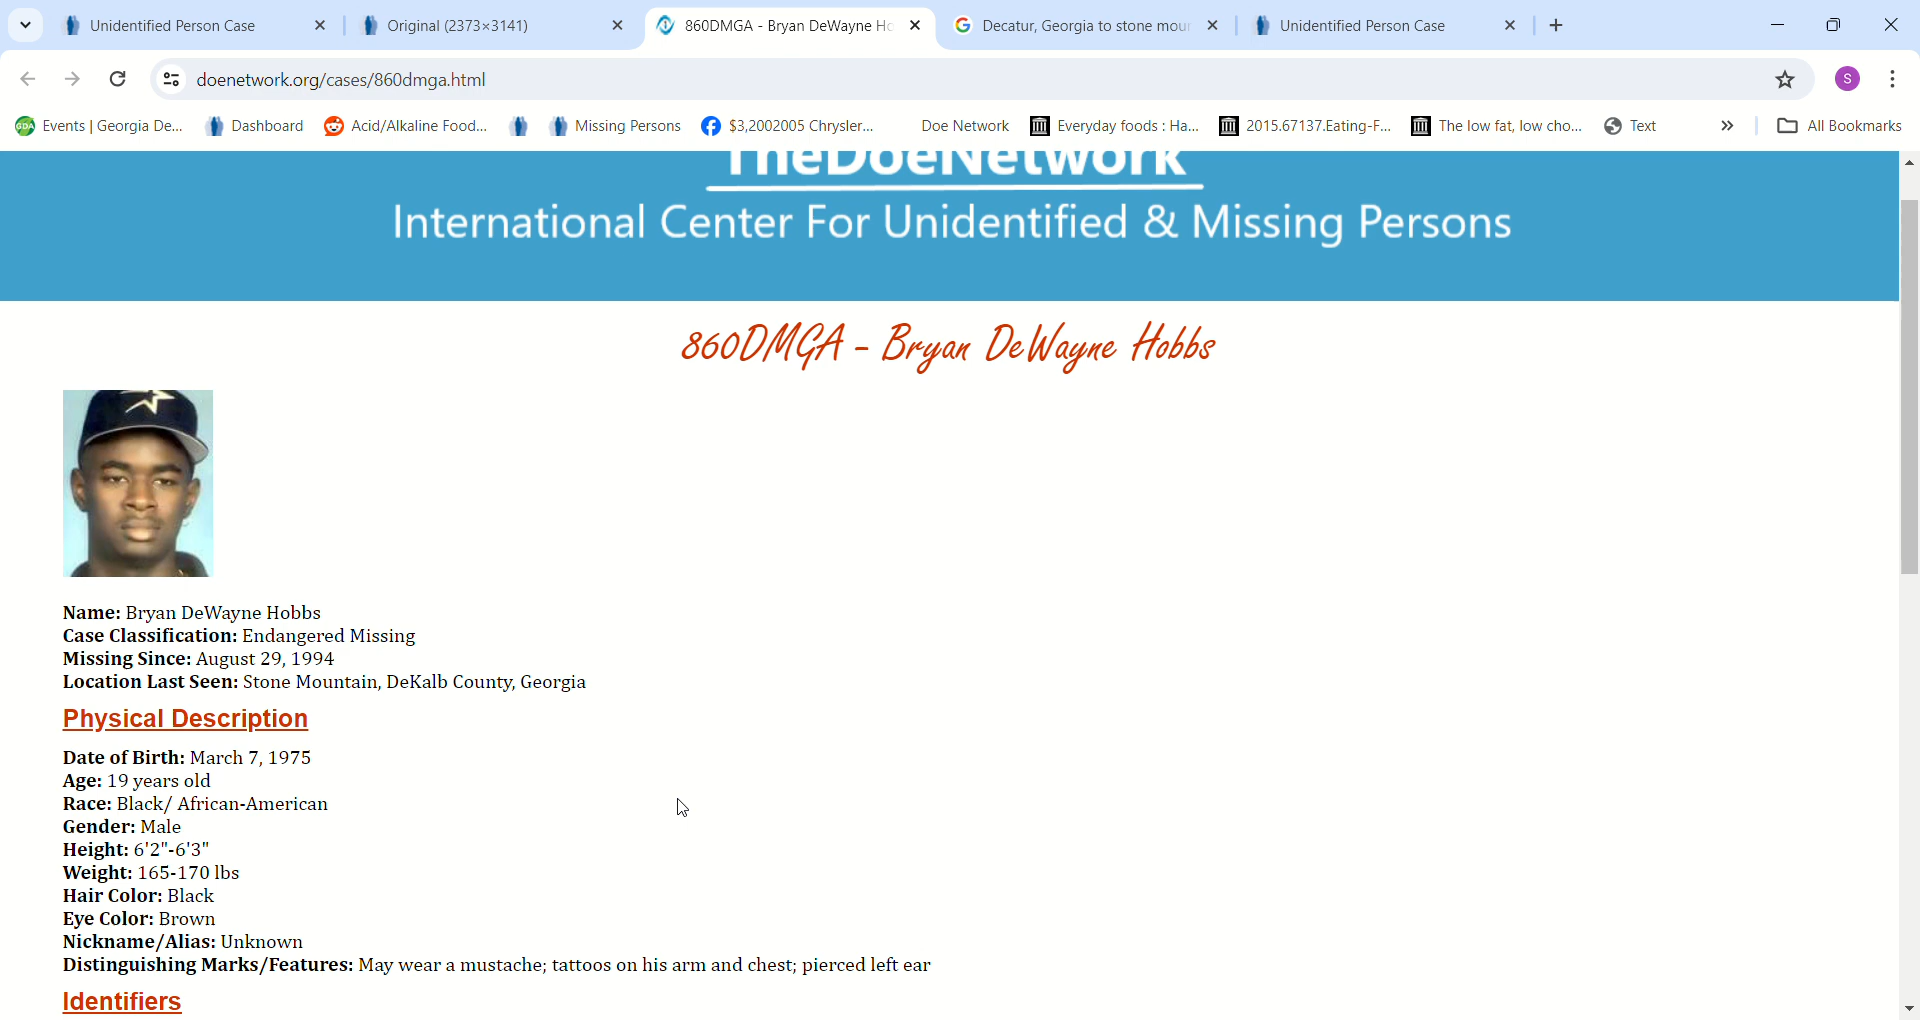 Unidentified Person Case
Original (2373×3141)
860DMGA - Bryan DeWayne Ho
Decatur, Georgia to stone mour
Unidentified Person Case
doenetwork.org/cases/860dmga.html
S
GDA
Events | Georgia De...
Dashboard
Acid/Alkaline Food...
Missing Persons
$3,2002005 Chrysler...
Doe Network
Everyday foods : Ha...
2015.67137.Eating-F...
The low fat, low cho...
Text
All Bookmarks
TheDoeNetwork
International Center For Unidentified & Missing Persons
860DMGA - Bryan DeWayne Hobbs
Name: Bryan DeWayne Hobbs
Case Classification: Endangered Missing
Missing Since: August 29, 1994
Location Last Seen: Stone Mountain, DeKalb County, Georgia
Physical Description
Date of Birth: March 7, 1975
Age: 19 years old
Race: Black/ African-American
Gender: Male
Height: 6'2"-6'3"
Weight: 165-170 lbs
Hair Color: Black
Eye Color: Brown
Nickname/Alias: Unknown
Distinguishing Marks/Features: May wear a mustache; tattoos on his arm and chest; pierced left ear
Identifiers